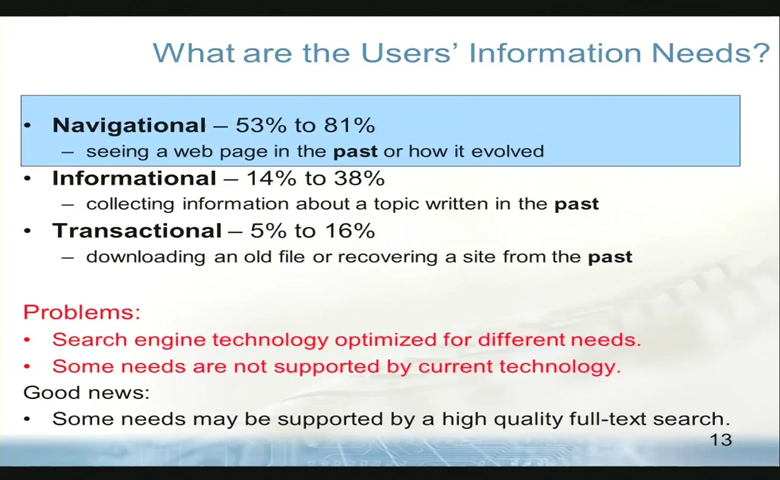 What are the Users' Information Needs?
• Navigational – 53% to 81%
– seeing a web page in the past or how it evolved
• Informational – 14% to 38%
– collecting information about a topic written in the past
• Transactional – 5% to 16%
– downloading an old file or recovering a site from the past
Problems:
• Search engine technology optimized for different needs.
• Some needs are not supported by current technology.
Good news:
• Some needs may be supported by a high quality full-text search.
13